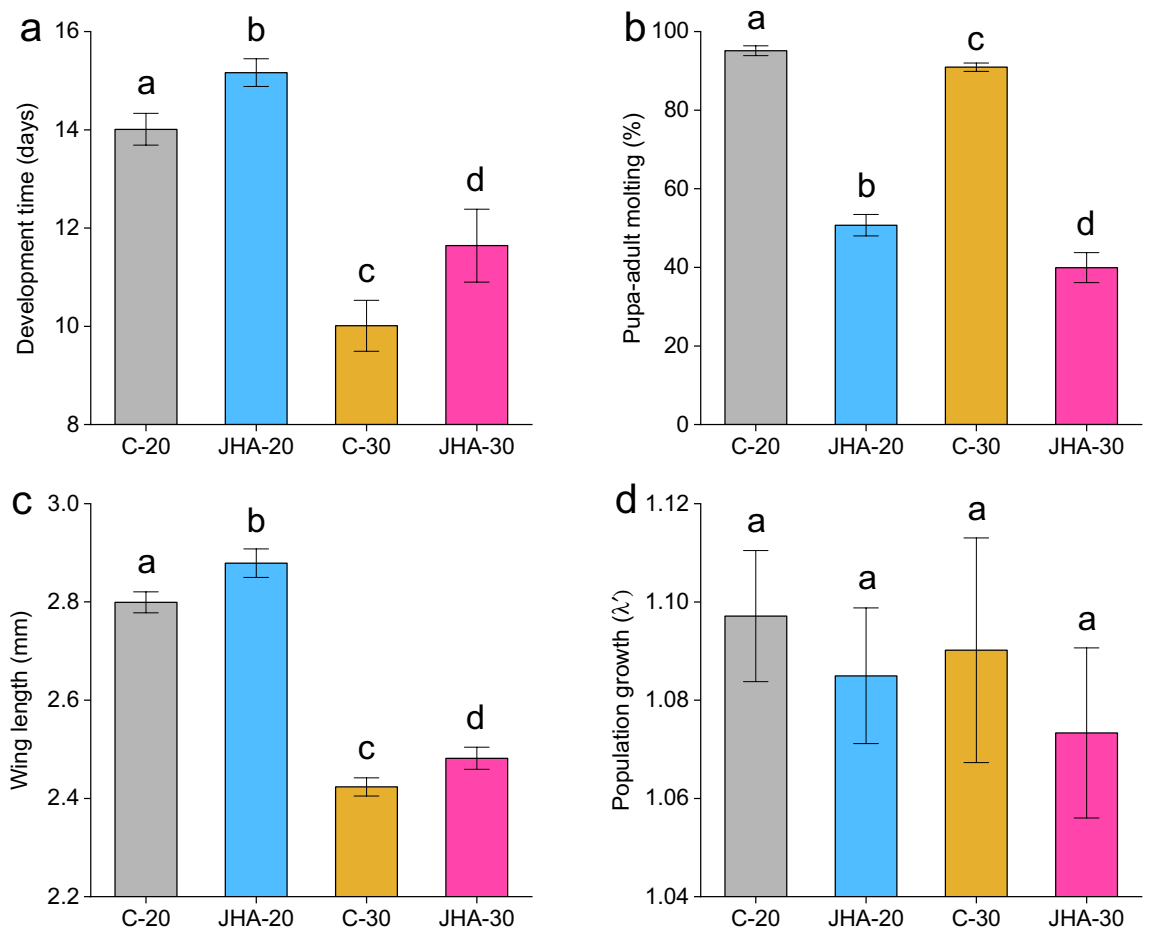 a
Development time (days)
16
14
12
10
8
a
b
c
d
C-20 JHA-20 C-30 JHA-30
b
Pupa-adult molting (%)
100
80
60
40
20
0
a
b
c
d
C-20 JHA-20 C-30 JHA-30
c
Wing length (mm)
3.0
2.8
2.6
2.4
2.2
a
b
c
d
C-20 JHA-20 C-30 JHA-30
d
Population growth (λ′)
1.12
1.10
1.08
1.06
1.04
a
a
a
a
C-20 JHA-20 C-30 JHA-30